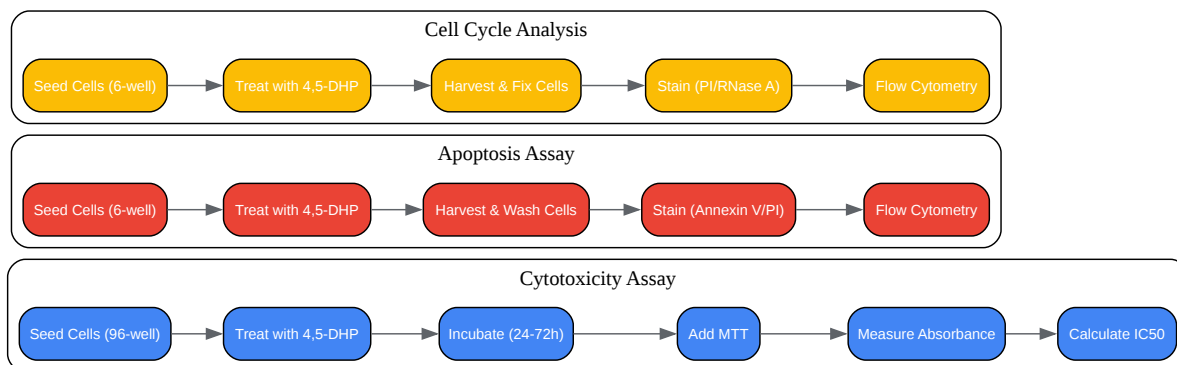 Cell Cycle Analysis
Seed Cells (6-well)
Treat with 4,5-DHP
Harvest & Fix Cells
Stain (PI/RNase A)
Flow Cytometry
Apoptosis Assay
Seed Cells (6-well)
Treat with 4,5-DHP
Harvest & Wash Cells
Stain (Annexin V/PI)
Flow Cytometry
Cytotoxicity Assay
Seed Cells (96-well)
Treat with 4,5-DHP
Incubate (24-72h)
Add MTT
Measure Absorbance
Calculate IC50